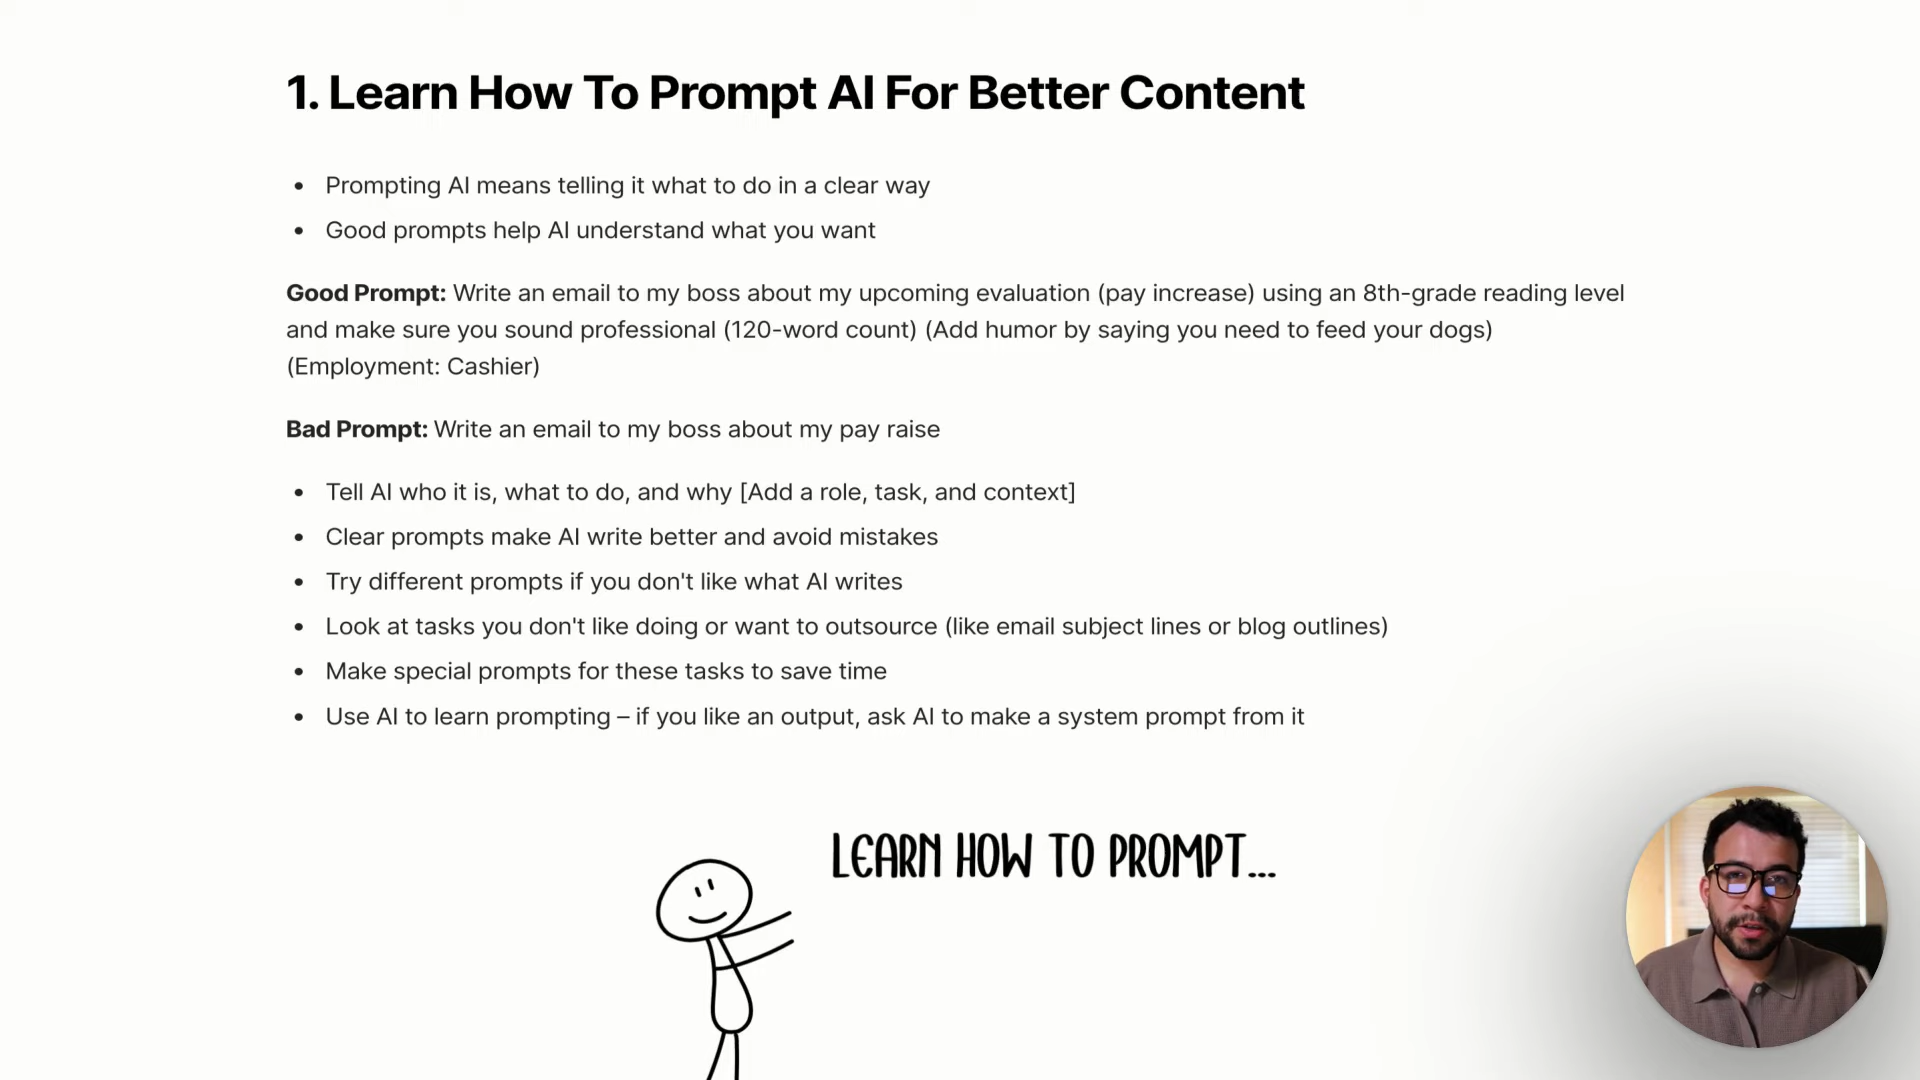 1. Learn How To Prompt AI For Better Content
• Prompting AI means telling it what to do in a clear way
• Good prompts help AI understand what you want
Good Prompt: Write an email to my boss about my upcoming evaluation (pay increase) using an 8th-grade reading level
and make sure you sound professional (120-word count) (Add humor by saying you need to feed your dogs)
(Employment: Cashier)
Bad Prompt: Write an email to my boss about my pay raise
• Tell AI who it is, what to do, and why [Add a role, task, and context]
• Clear prompts make AI write better and avoid mistakes
• Try different prompts if you don't like what AI writes
• Look at tasks you don't like doing or want to outsource (like email subject lines or blog outlines)
• Make special prompts for these tasks to save time
• Use AI to learn prompting – if you like an output, ask AI to make a system prompt from it
LEARN HOW TO PROMPT...